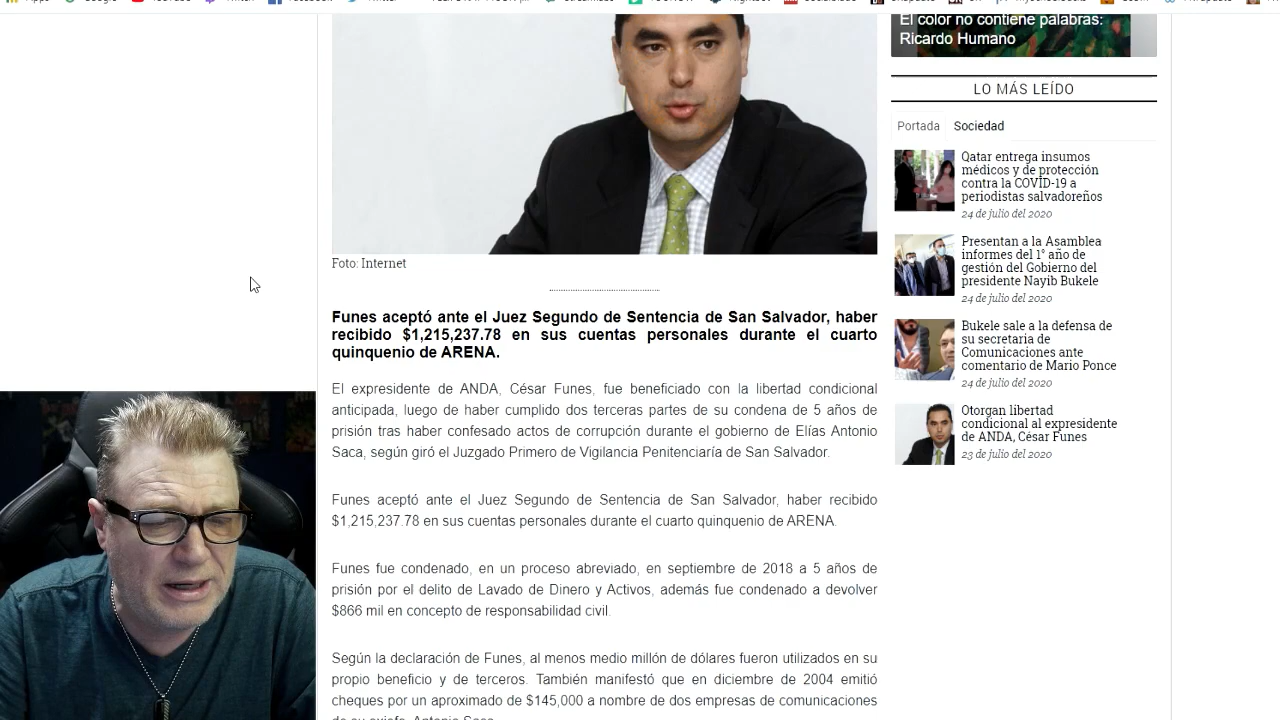 El color no contiene palabras:
Ricardo Humano
LO MÁS LEÍDO
Portada Sociedad
Qatar entrega insumos
médicos y de protección
contra la COVID-19 a
periodistas salvadoreños
24 de julio del 2020
Presentan a la Asamblea
informes del 1° año de
gestión del Gobierno del
presidente Nayib Bukele
24 de julio del 2020
Bukele sale a la defensa de
su secretaria de
Comunicaciones ante
comentario de Mario Ponce
24 de julio del 2020
Otorgan libertad
condicional al expresidente
de ANDA, César Funes
23 de julio del 2020
Foto: Internet
Funes aceptó ante el Juez Segundo de Sentencia de San Salvador, haber
recibido $1,215,237.78 en sus cuentas personales durante el cuarto
quinquenio de ARENA.
El expresidente de ANDA, César Funes, fue beneficiado con la libertad condicional
anticipada, luego de haber cumplido dos terceras partes de su condena de 5 años de
prisión tras haber confesado actos de corrupción durante el gobierno de Elías Antonio
Saca, según giró el Juzgado Primero de Vigilancia Penitenciaría de San Salvador.
Funes aceptó ante el Juez Segundo de Sentencia de San Salvador, haber recibido
$1,215,237.78 en sus cuentas personales durante el cuarto quinquenio de ARENA.
Funes fue condenado, en un proceso abreviado, en septiembre de 2018 a 5 años de
prisión por el delito de Lavado de Dinero y Activos, además fue condenado a devolver
$866 mil en concepto de responsabilidad civil.
Según la declaración de Funes, al menos medio millón de dólares fueron utilizados en su
propio beneficio y de terceros. También manifestó que en diciembre de 2004 emitió
cheques por un aproximado de $145,000 a nombre de dos empresas de comunicaciones
de su exjefe, Antonio Saca.